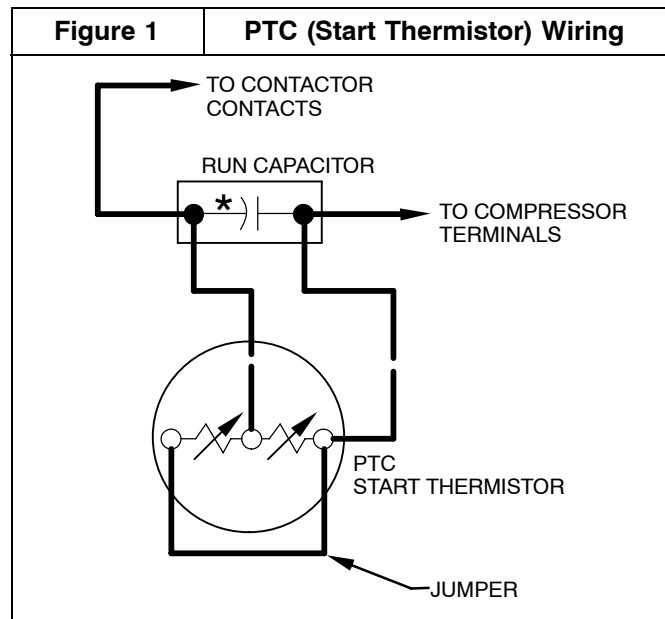 Figure 1
PTC (Start Thermistor) Wiring
TO CONTACTOR
CONTACTS
RUN CAPACITOR
*
TO COMPRESSOR
TERMINALS
PTC
START THERMISTOR
JUMPER